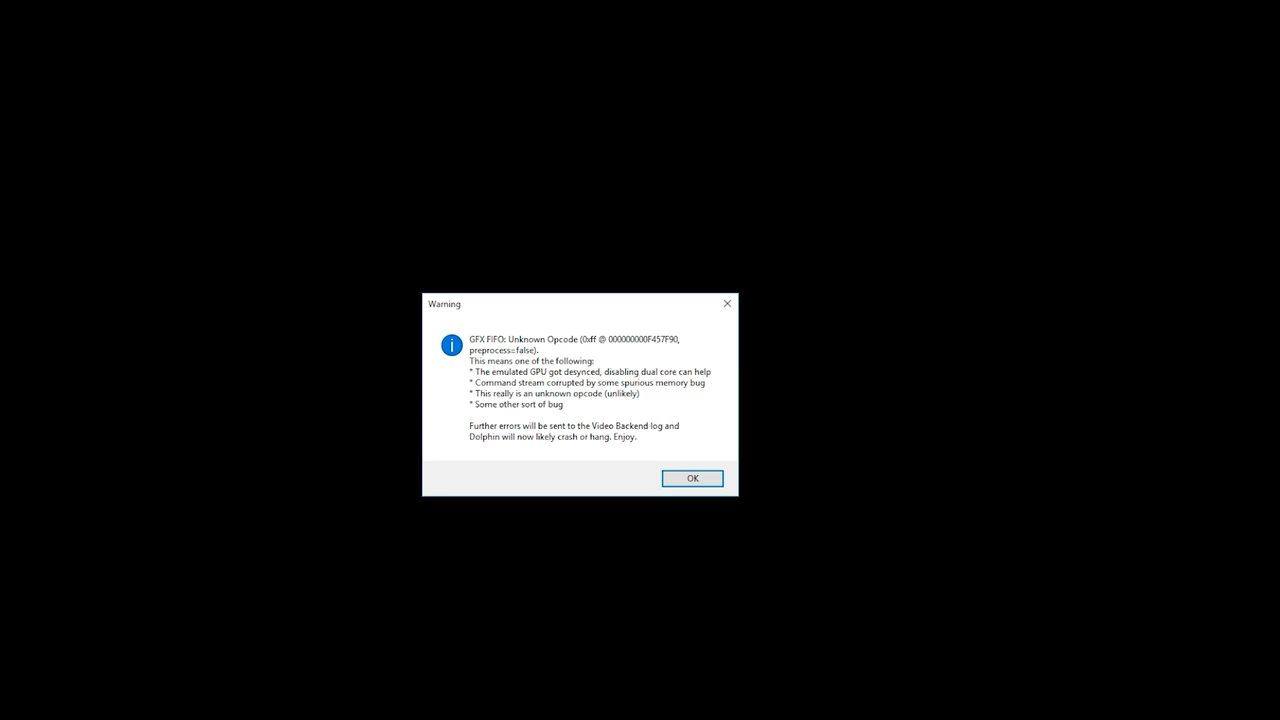 Warning
GFX FIFO: Unknown Opcode (0xff @ 000000000F457F90,
preprocess=false).
This means one of the following:
* The emulated GPU got desynced, disabling dual core can help
* Command stream corrupted by some spurious memory bug
* This really is an unknown opcode (unlikely)
* Some other sort of bug
Further errors will be sent to the Video Backend log and
Dolphin will now likely crash or hang. Enjoy.
OK